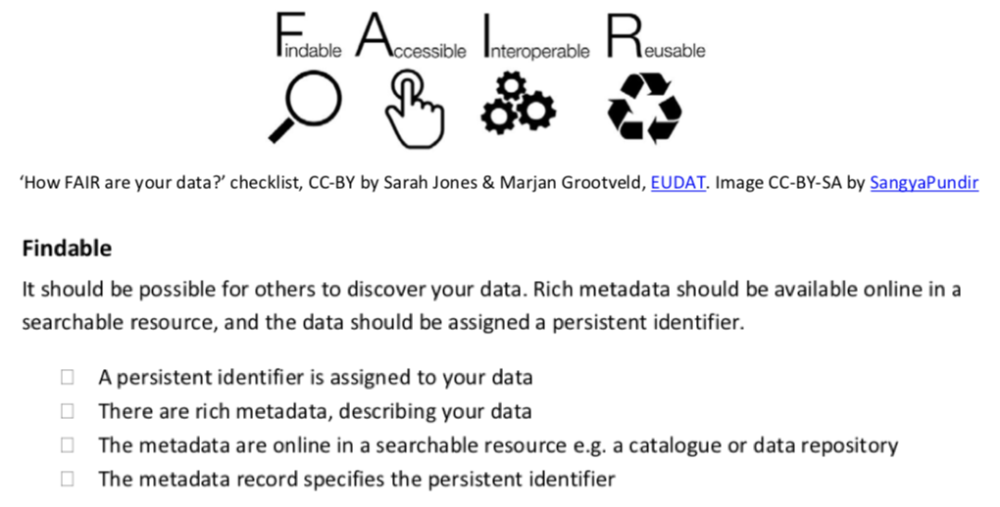 Findable Accessible Interoperable Reusable
‘How FAIR are your data?’ checklist, CC-BY by Sarah Jones & Marjan Grootveld, EUDAT. Image CC-BY-SA by SangyaPundir
Findable
It should be possible for others to discover your data. Rich metadata should be available online in a
searchable resource, and the data should be assigned a persistent identifier.
A persistent identifier is assigned to your data
There are rich metadata, describing your data
The metadata are online in a searchable resource e.g. a catalogue or data repository
The metadata record specifies the persistent identifier